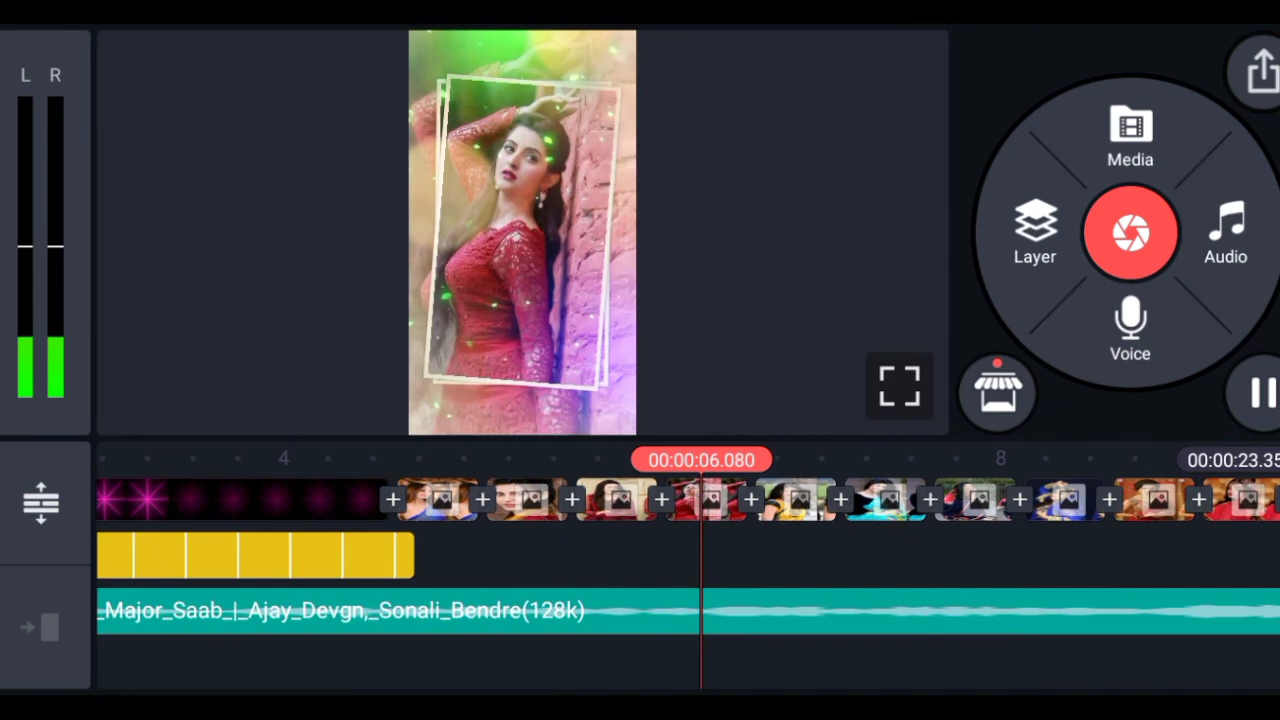 L R
Media
Layer
Audio
Voice
4
00:00:06.080
8
00:00:23.35
_Major_Saab_|_Ajay_Devgn,_Sonali_Bendre(128k)